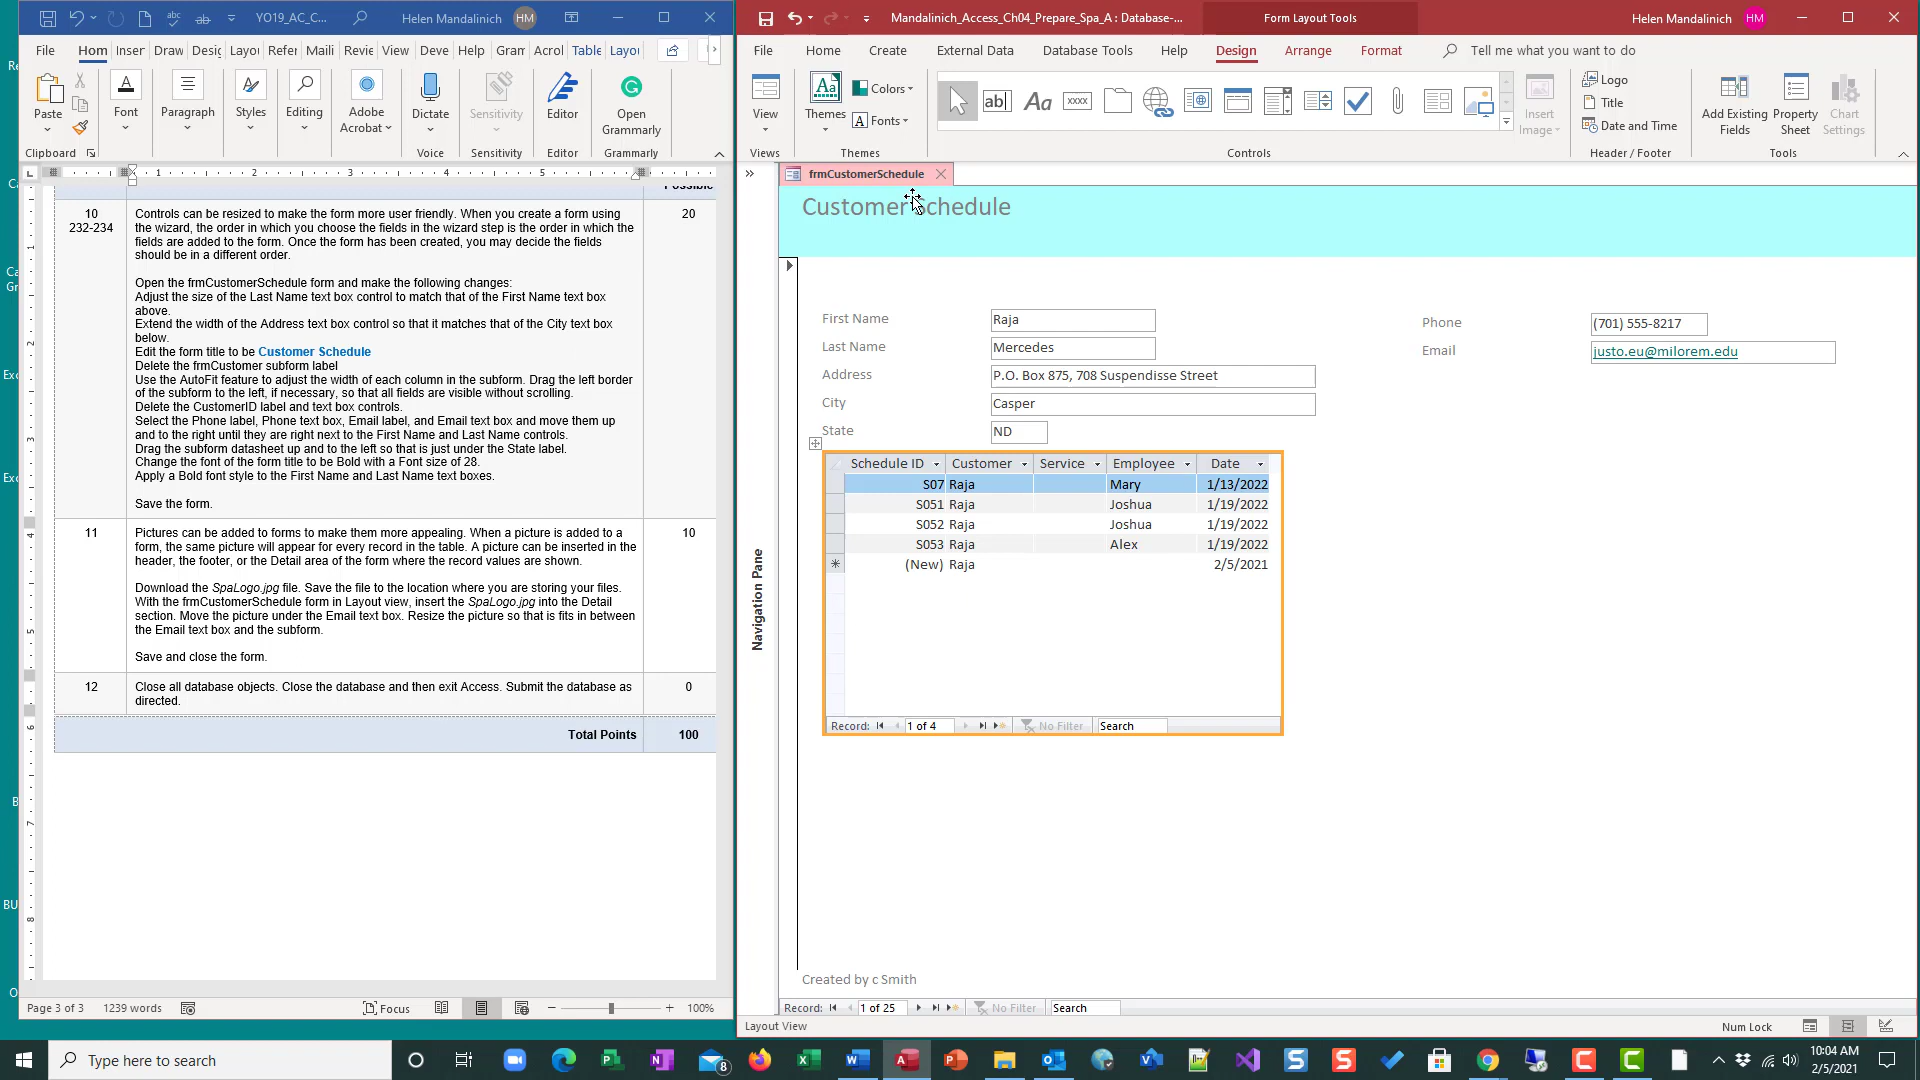 YO19_AC_C...
Helen Mandalinich
HM
File
Hom
Inser
Draw
Desig
Layou
Refer
Maili
Revie
View
Deve
Help
Gran
Acrol
Table
Layou
Paste
Font
Paragraph
Styles
Editing
Adobe
Acrobat
Dictate
Sensitivity
Editor
Open
Grammarly
Clipboard
Voice
Sensitivity
Editor
Grammarly
Possible
10
232-234
Controls can be resized to make the form more user friendly. When you create a form using
the wizard, the order in which you choose the fields in the wizard step is the order in which the
fields are added to the form. Once the form has been created, you may decide the fields
should be in a different order.
20
Open the frmCustomerSchedule form and make the following changes:
Adjust the size of the Last Name text box control to match that of the First Name text box
above.
Extend the width of the Address text box control so that it matches that of the City text box
below.
Edit the form title to be Customer Schedule
Delete the frmCustomer subform label
Use the AutoFit feature to adjust the width of each column in the subform. Drag the left border
of the subform to the left, if necessary, so that all fields are visible without scrolling.
Delete the CustomerID label and text box controls.
Select the Phone label, Phone text box, Email label, and Email text box and move them up
and to the right until they are right next to the First Name and Last Name controls.
Drag the subform datasheet up and to the left so that is just under the State label.
Change the font of the form title to be Bold with a Font size of 28.
Apply a Bold font style to the First Name and Last Name text boxes.
Save the form.
11
Pictures can be added to forms to make them more appealing. When a picture is added to a
form, the same picture will appear for every record in the table. A picture can be inserted in the
header, the footer, or the Detail area of the form where the record values are shown.
10
Download the SpaLogo.jpg file. Save the file to the location where you are storing your files.
With the frmCustomerSchedule form in Layout view, insert the SpaLogo.jpg into the Detail
section. Move the picture under the Email text box. Resize the picture so that is fits in between
the Email text box and the subform.
Save and close the form.
12
Close all database objects. Close the database and then exit Access. Submit the database as
directed.
0
Total Points
100
Page 3 of 3
1239 words
Focus
100%
Mandalinich_Access_Ch04_Prepare_Spa_A : Database-...
Form Layout Tools
Helen Mandalinich
HM
File
Home
Create
External Data
Database Tools
Help
Design
Arrange
Format
Tell me what you want to do
View
Themes
Colors
Fonts
Insert
Image
Logo
Title
Date and Time
Add Existing
Fields
Property
Sheet
Chart
Settings
Views
Themes
Controls
Header / Footer
Tools
frmCustomerSchedule
Customer Schedule
Navigation Pane
First Name
Raja
Last Name
Mercedes
Address
P.O. Box 875, 708 Suspendisse Street
City
Casper
State
ND
Phone
(701) 555-8217
Email
justo.eu@milorem.edu
Schedule ID Customer Service Employee Date
S07 Raja Mary 1/13/2022
S051 Raja Joshua 1/19/2022
S052 Raja Joshua 1/19/2022
S053 Raja Alex 1/19/2022
(New) Raja 2/5/2021
Record: 1 of 4 No Filter Search
Created by c Smith
Record: 1 of 25 No Filter Search
Layout View
Num Lock
Type here to search
8
10:04 AM
2/5/2021